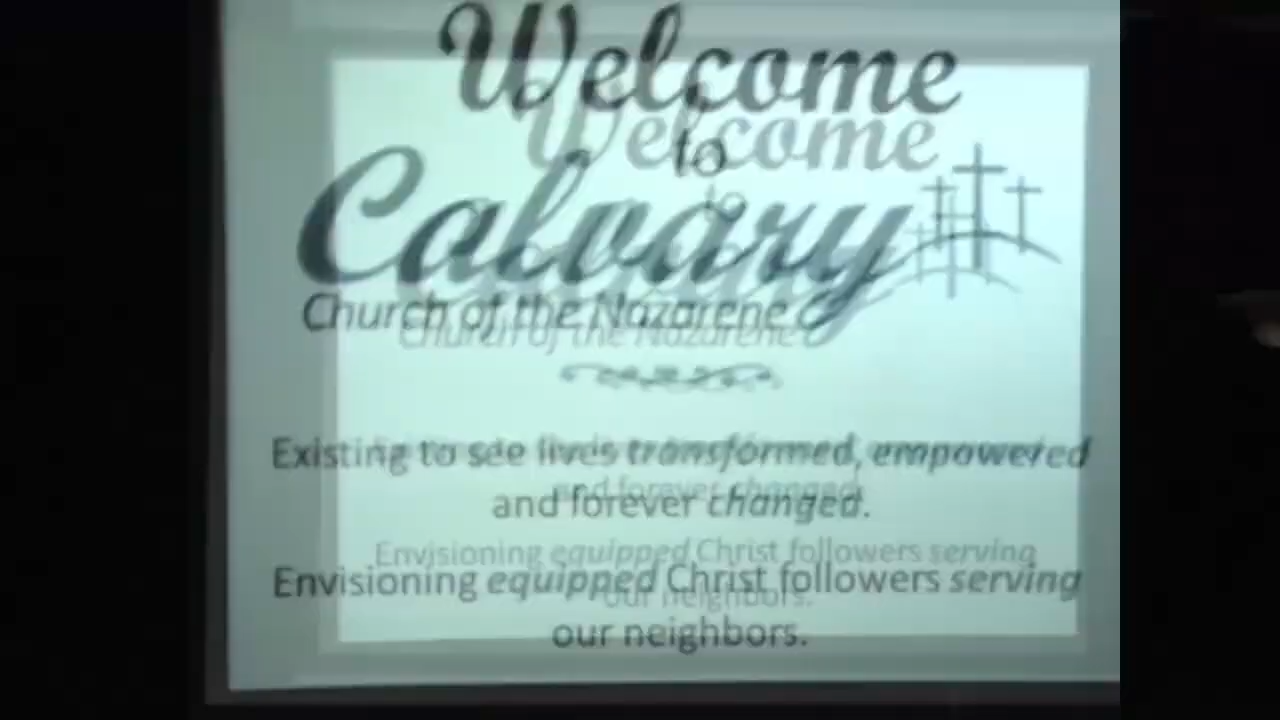 Welcome
to
Calvary
Church of the Nazarene
Existing to see lives transformed, empowered
and forever changed.
Envisioning equipped Christ followers serving
our neighbors.